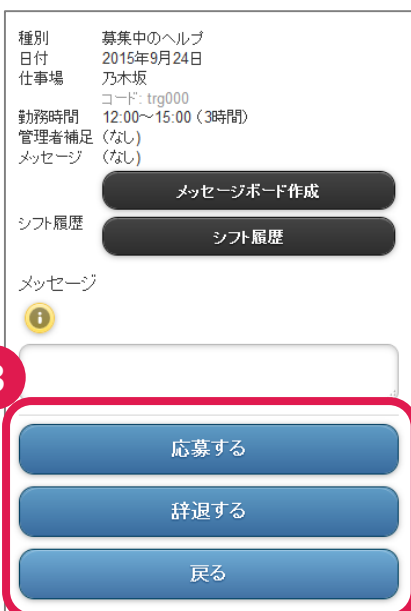 種別 募集中のヘルプ
日付 2015年9月24日
仕事場 乃木坂
コード: trg000
勤務時間 12:00～15:00 (3時間)
管理者補足 (なし)
メッセージ (なし)
メッセージボード作成
シフト履歴 シフト履歴
メッセージ
i
応募する
辞退する
戻る